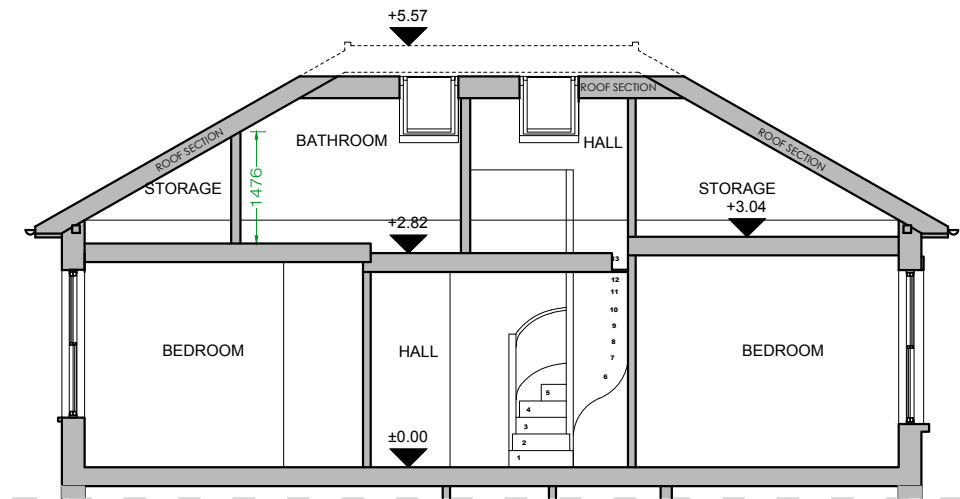 +5.57
ROOF SECTION
ROOF SECTION
ROOF SECTION
BATHROOM
HALL
STORAGE
1476
STORAGE
+3.04
+2.82
13
12
11
10
9
8
7
6
BEDROOM
HALL
BEDROOM
5
4
3
2
1
±0.00